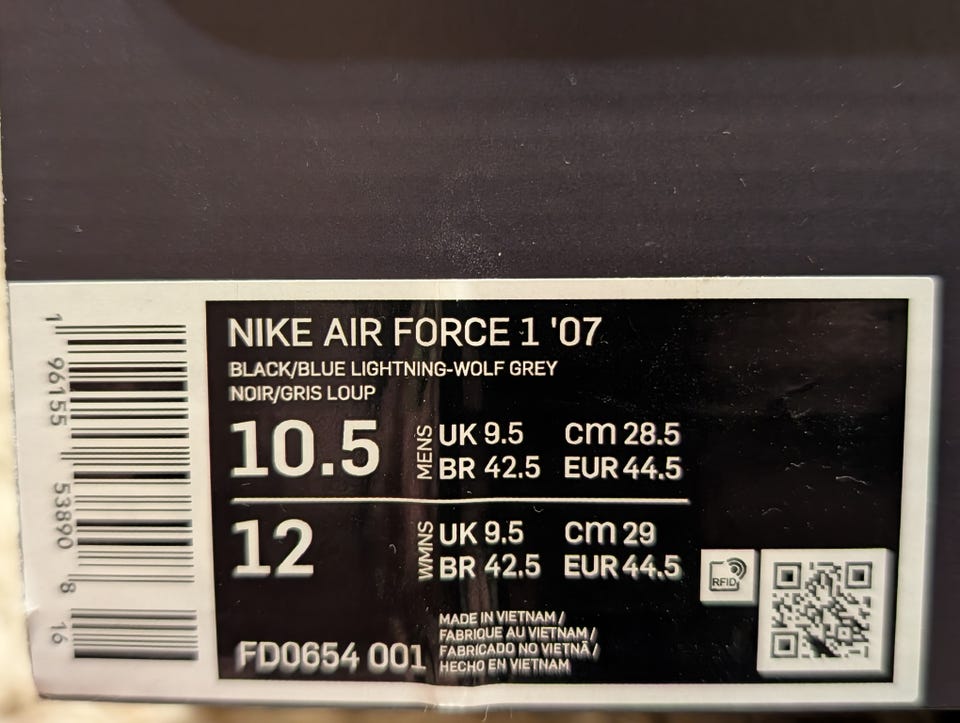 1 96155 53890 8 16
NIKE AIR FORCE 1 '07
BLACK/BLUE LIGHTNING-WOLF GREY
NOIR/GRIS LOUP
10.5 MENS UK 9.5 CM 28.5
BR 42.5 EUR 44.5
12 WMNS UK 9.5 CM 29
BR 42.5 EUR 44.5
RFID
MADE IN VIETNAM /
FABRIQUE AU VIETNAM /
FABRICADO NO VIETNÃ /
HECHO EN VIETNAM
FD0654 001